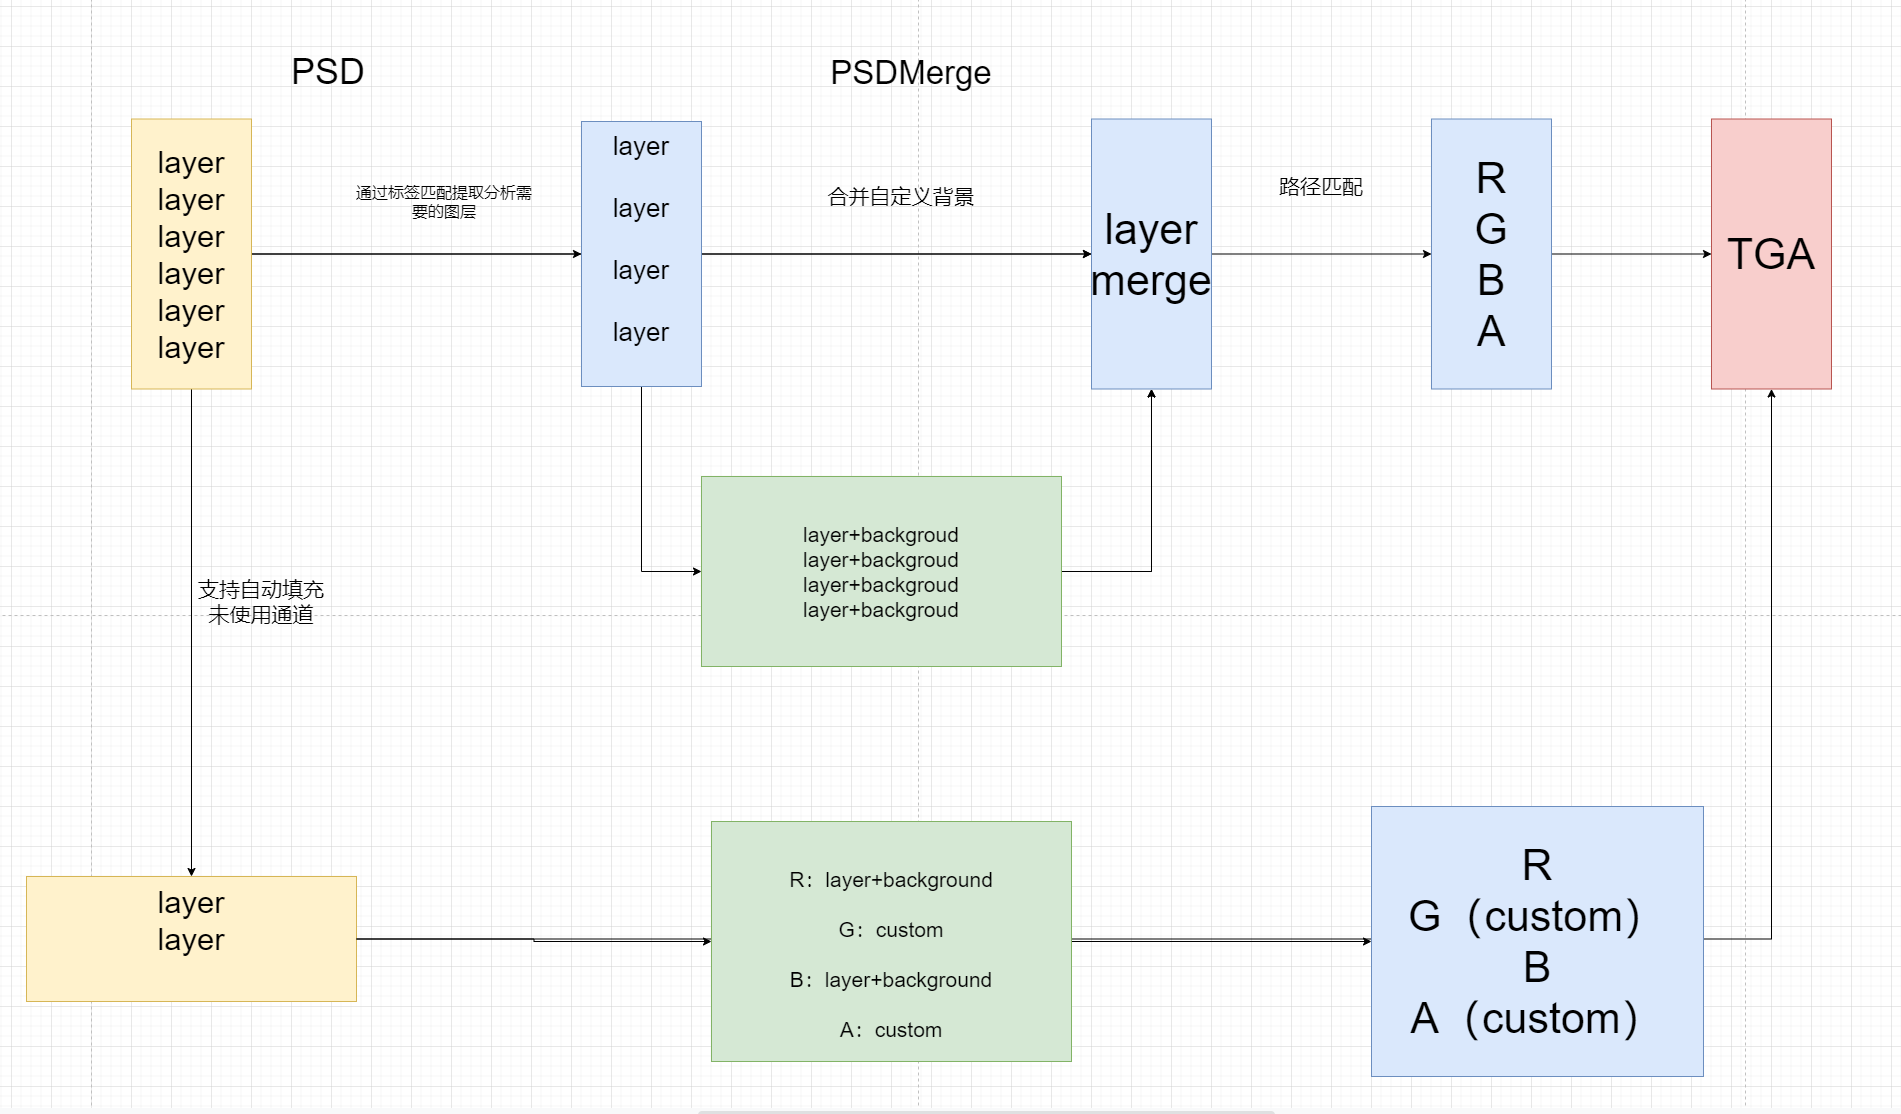 PSD
PSDMerge
layer
layer
layer
layer
layer
layer
通过标签匹配提取分析需
要的图层
layer
layer
layer
layer
合并自定义背景
layer
merge
路径匹配
R
G
B
A
TGA
layer+backgroud
layer+backgroud
layer+backgroud
layer+backgroud
支持自动填充
未使用通道
layer
layer
R：layer+background
G：custom
B：layer+background
A：custom
R
G（custom）
B
A（custom）